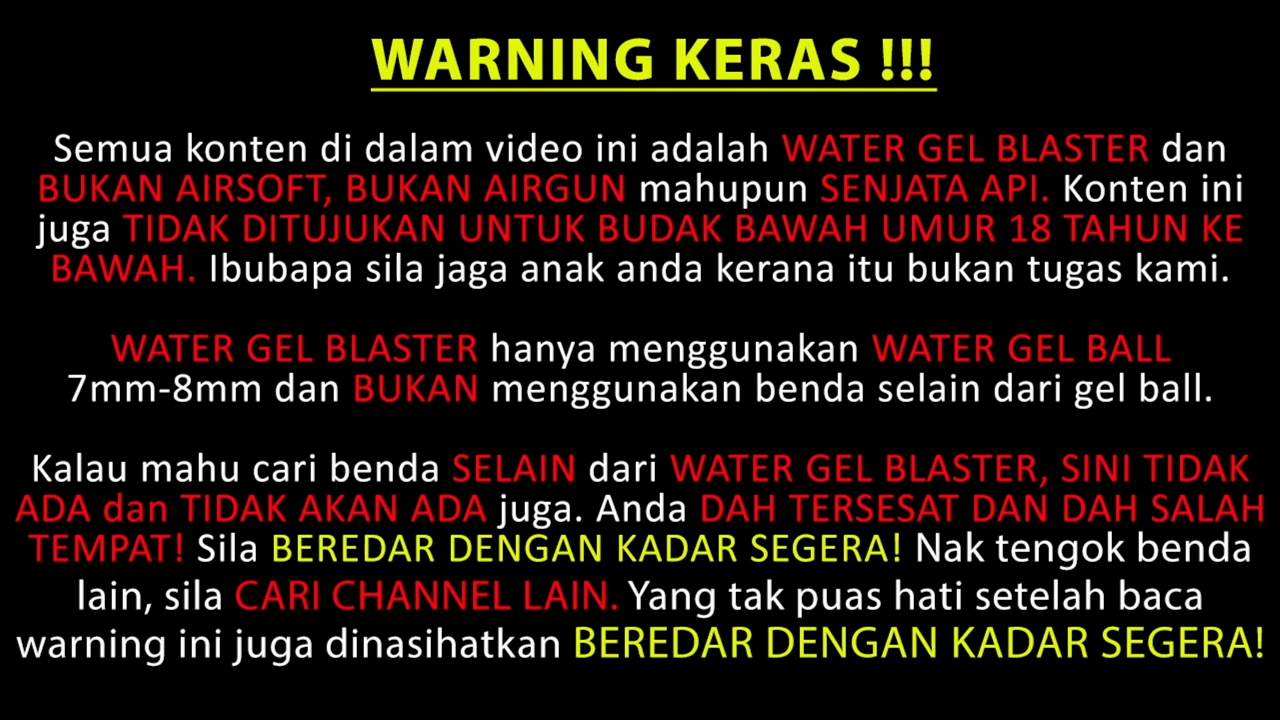 WARNING KERAS !!!
Semua konten di dalam video ini adalah WATER GEL BLASTER dan
BUKAN AIRSOFT, BUKAN AIRGUN mahupun SENJATA API. Konten ini
juga TIDAK DITUJUKAN UNTUK BUDAK BAWAH UMUR 18 TAHUN KE
BAWAH. Ibubapa sila jaga anak anda kerana itu bukan tugas kami.
WATER GEL BLASTER hanya menggunakan WATER GEL BALL
7mm-8mm dan BUKAN menggunakan benda selain dari gel ball.
Kalau mahu cari benda SELAIN dari WATER GEL BLASTER, SINI TIDAK
ADA dan TIDAK AKAN ADA juga. Anda DAH TERSESAT DAN DAH SALAH
TEMPAT! Sila BEREDAR DENGAN KADAR SEGERA! Nak tengok benda
lain, sila CARI CHANNEL LAIN. Yang tak puas hati setelah baca
warning ini juga dinasihatkan BEREDAR DENGAN KADAR SEGERA!